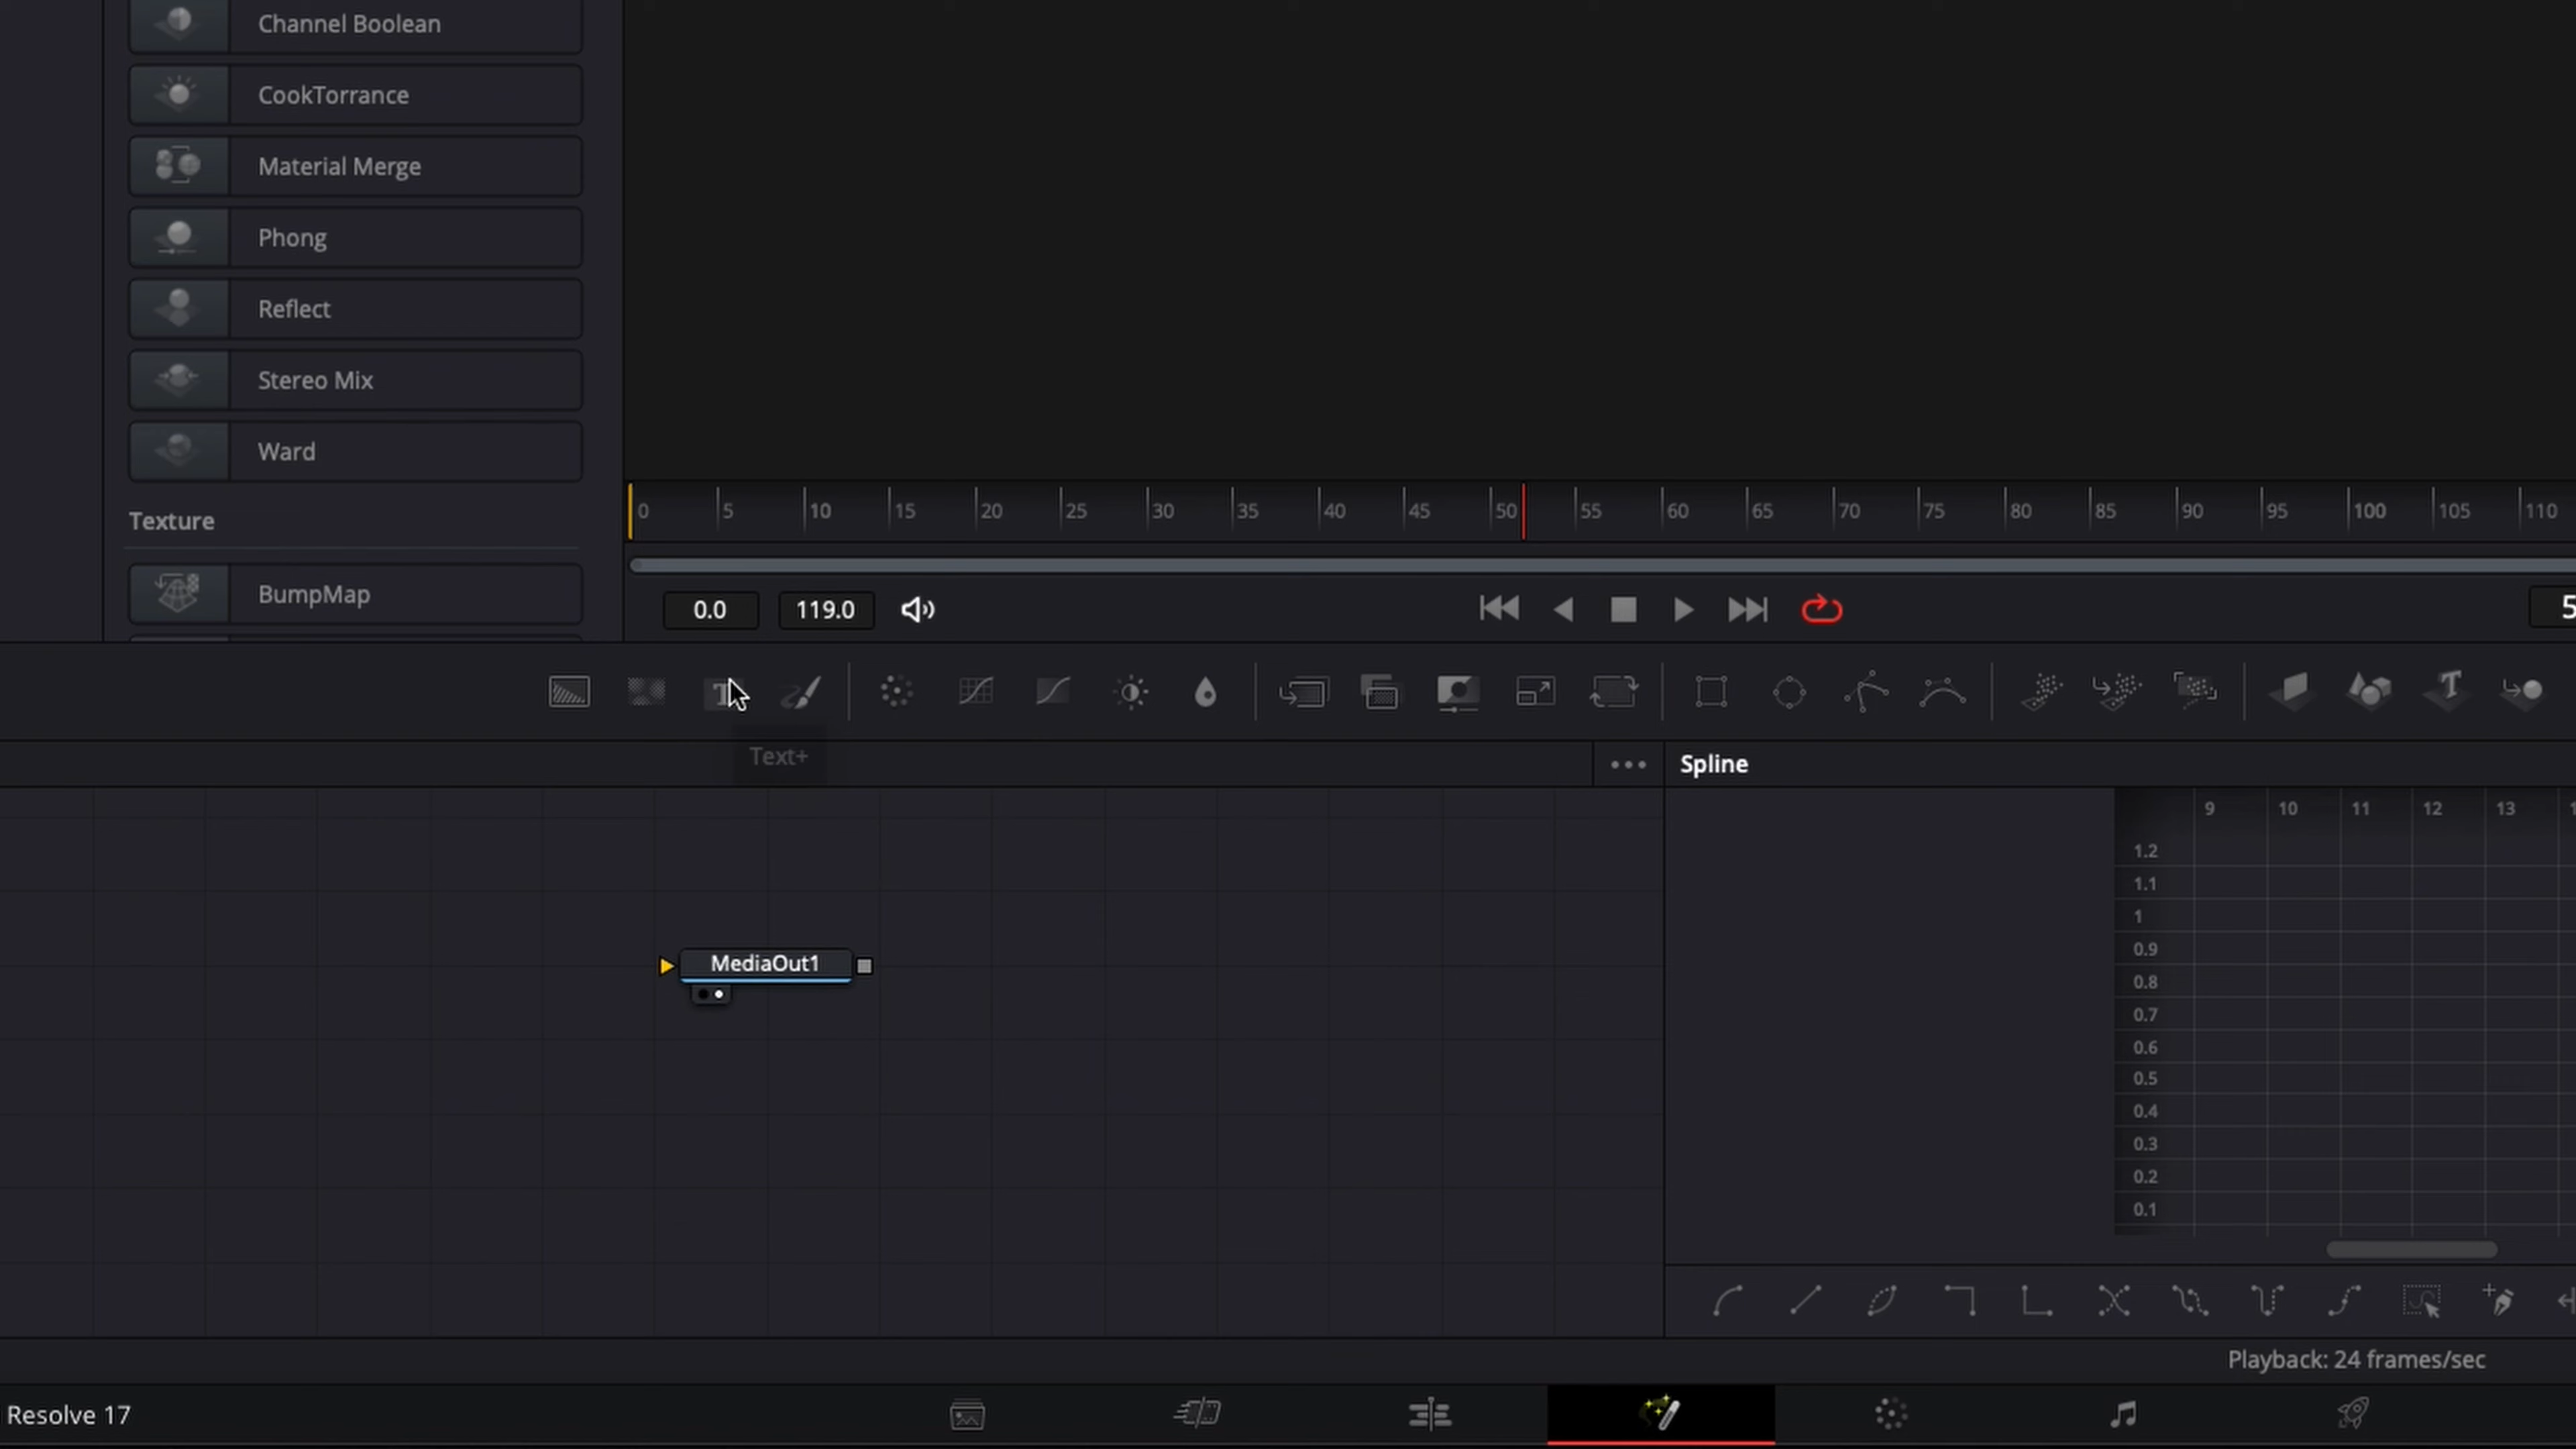 Channel Boolean
CookTorrance
Material Merge
Phong
Reflect
Stereo Mix
Ward
Texture
BumpMap
0 5 10 15 20 25 30 35 40 45 50 55 60 65 70 75 80 85 90 95 100 105 110
0.0 119.0 5
T
Text+
Spline
9 10 11 12 13
1.2
1.1
1
0.9
0.8
0.7
0.6
0.5
0.4
0.3
0.2
0.1
MediaOut1
Playback: 24 frames/sec
Resolve 17